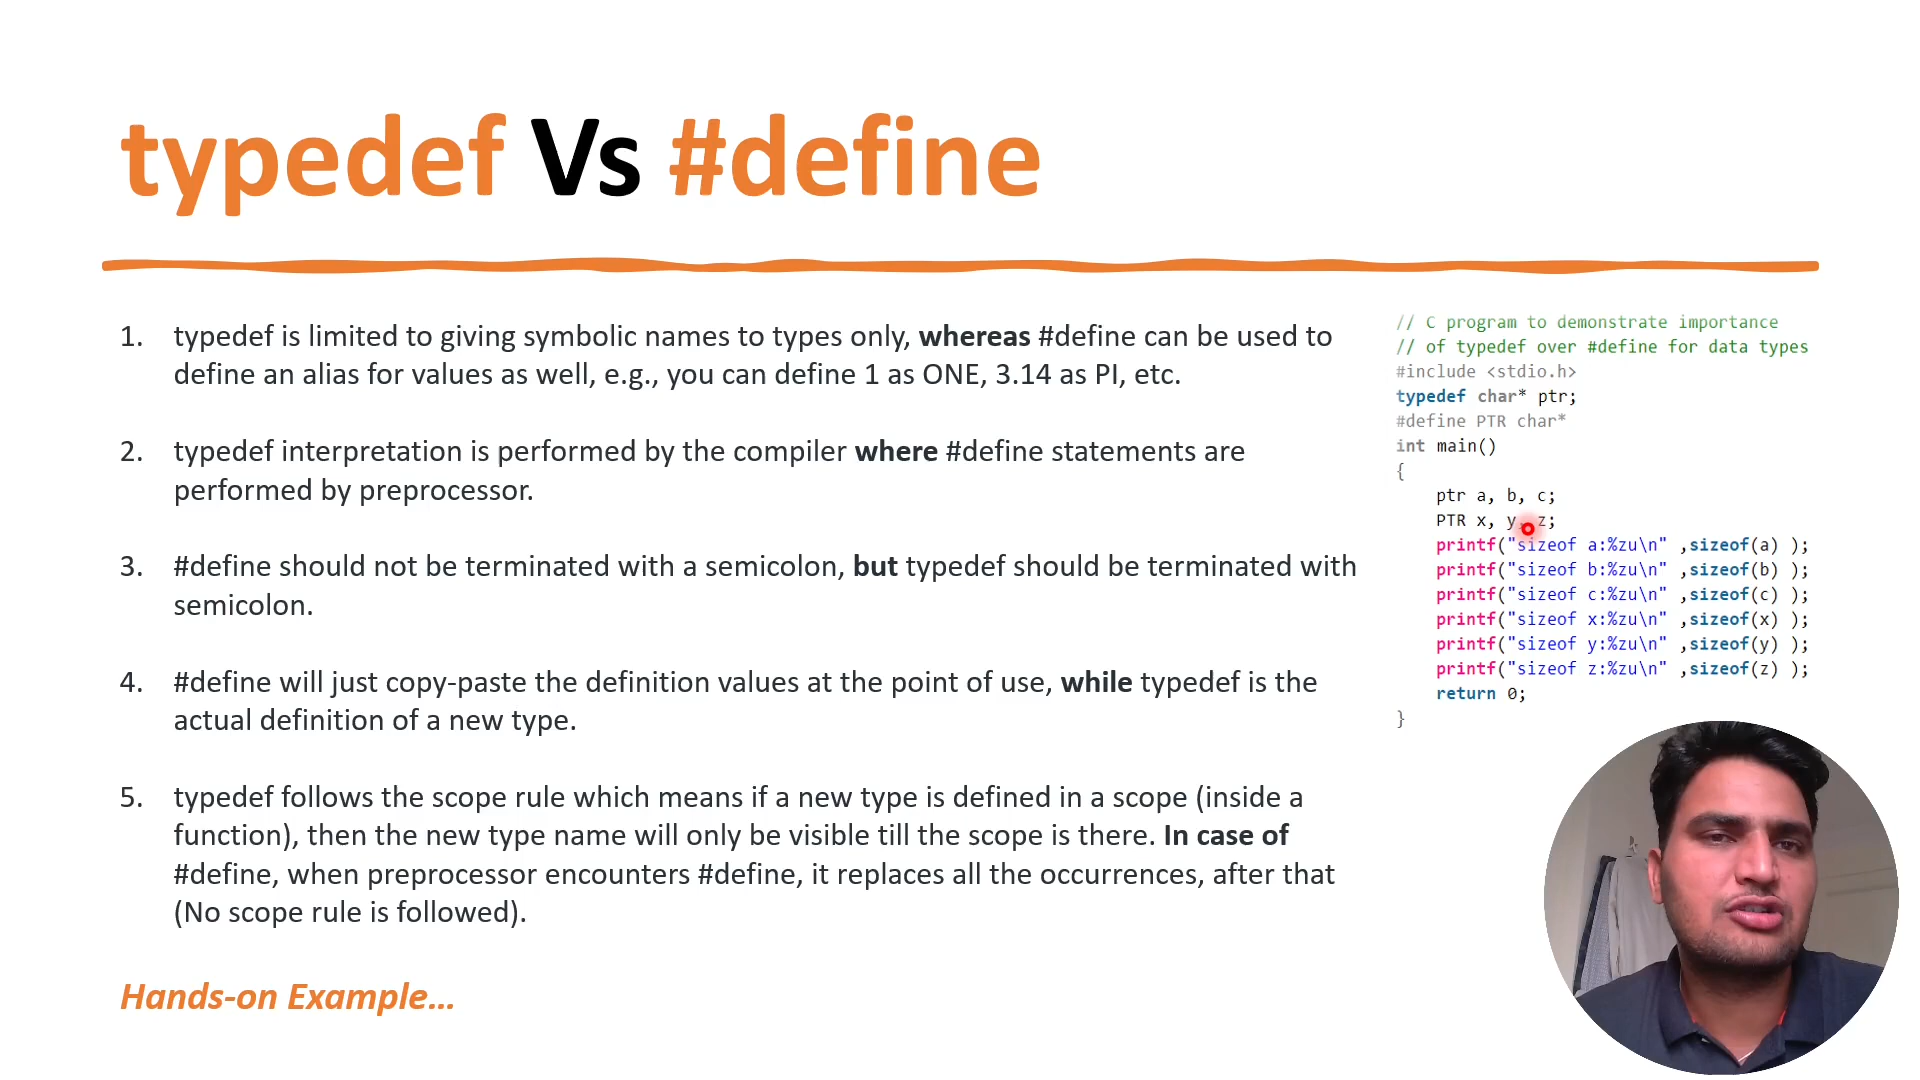 typedef Vs #define
1. typedef is limited to giving symbolic names to types only, whereas #define can be used to
define an alias for values as well, e.g., you can define 1 as ONE, 3.14 as PI, etc.
2. typedef interpretation is performed by the compiler where #define statements are
performed by preprocessor.
3. #define should not be terminated with a semicolon, but typedef should be terminated with
semicolon.
4. #define will just copy-paste the definition values at the point of use, while typedef is the
actual definition of a new type.
5. typedef follows the scope rule which means if a new type is defined in a scope (inside a
function), then the new type name will only be visible till the scope is there. In case of
#define, when preprocessor encounters #define, it replaces all the occurrences, after that
(No scope rule is followed).
Hands-on Example...
// C program to demonstrate importance
// of typedef over #define for data types
#include <stdio.h>
typedef char* ptr;
#define PTR char*
int main()
{
ptr a, b, c;
PTR x, y, z;
printf("sizeof a:%zu\n" ,sizeof(a) );
printf("sizeof b:%zu\n" ,sizeof(b) );
printf("sizeof c:%zu\n" ,sizeof(c) );
printf("sizeof x:%zu\n" ,sizeof(x) );
printf("sizeof y:%zu\n" ,sizeof(y) );
printf("sizeof z:%zu\n" ,sizeof(z) );
return 0;
}